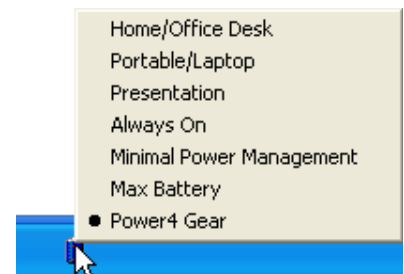 Home/Office Desk
Portable/Laptop
Presentation
Always On
Minimal Power Management
Max Battery
Power4 Gear